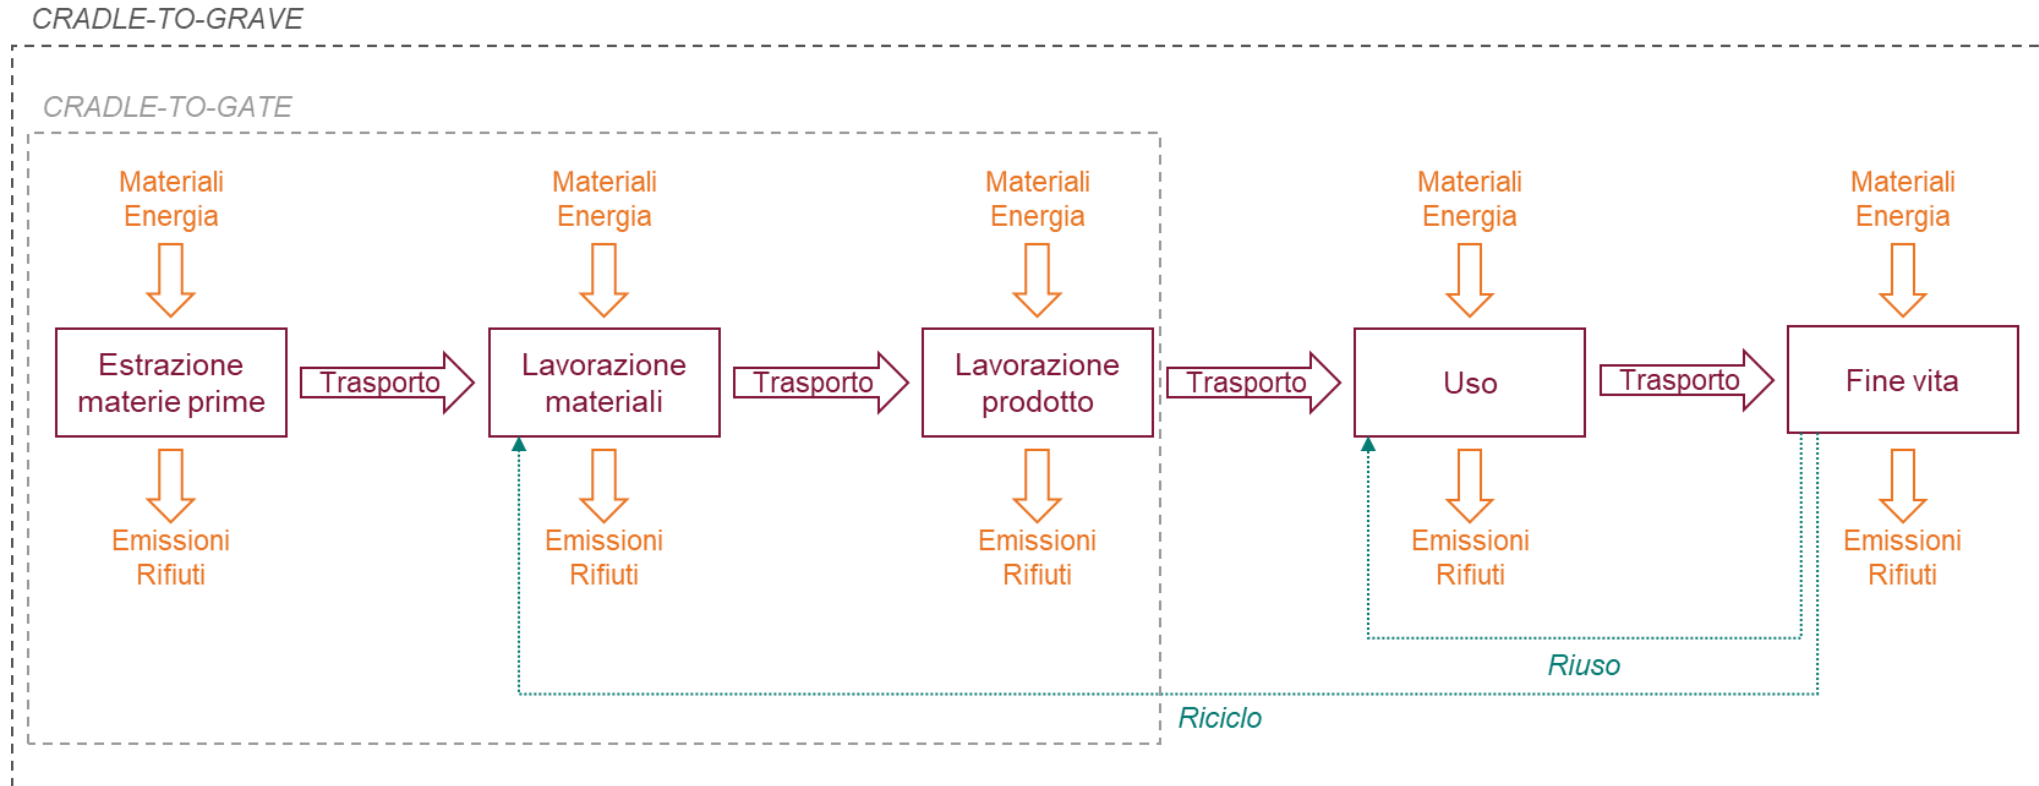 CRADLE-TO-GRAVE
CRADLE-TO-GATE
Materiali
Energia
Materiali
Energia
Materiali
Energia
Materiali
Energia
Materiali
Energia
Estrazione
materie prime
Trasporto
Lavorazione
materiali
Trasporto
Lavorazione
prodotto
Trasporto
Uso
Trasporto
Fine vita
Emissioni
Rifiuti
Emissioni
Rifiuti
Emissioni
Rifiuti
Emissioni
Rifiuti
Emissioni
Rifiuti
Riuso
Riciclo